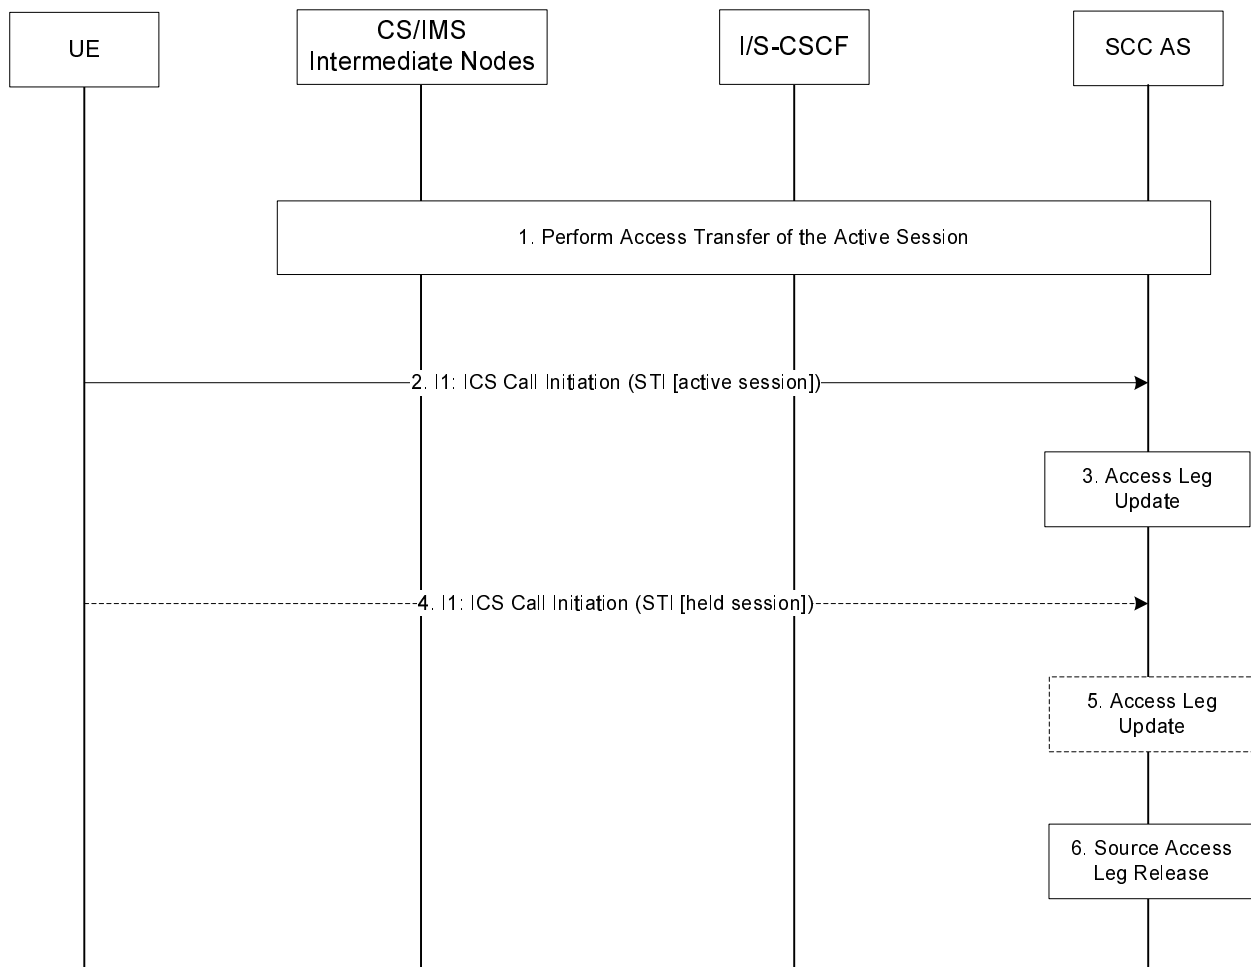 UE
CS/IMS
Intermediate Nodes
I/S-CSCF
SCC AS
1. Perform Access Transfer of the Active Session
2. I1: ICS Call Initiation (STI [active session])
3. Access Leg
Update
4. I1: ICS Call Initiation (STI [held session])
5. Access Leg
Update
6. Source Access
Leg Release